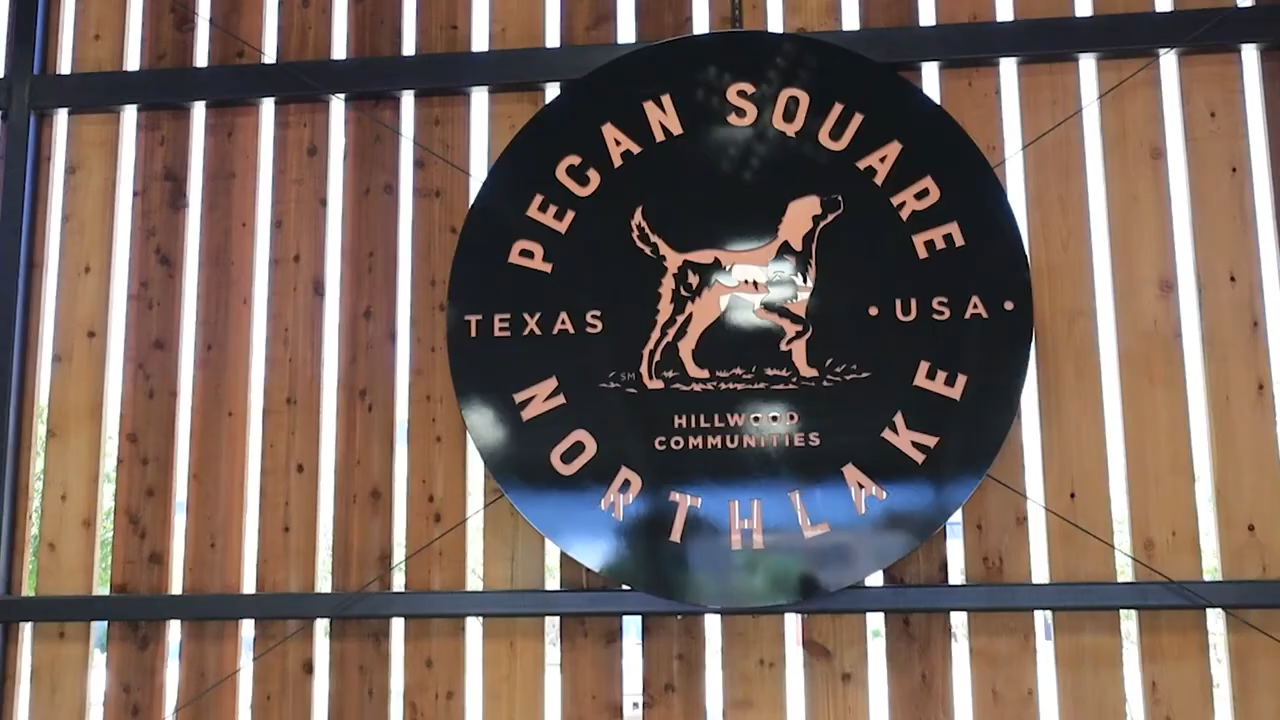 PECAN SQUARE
TEXAS
• USA •
SM
HILLWOOD
COMMUNITIES
NORTHLAKE